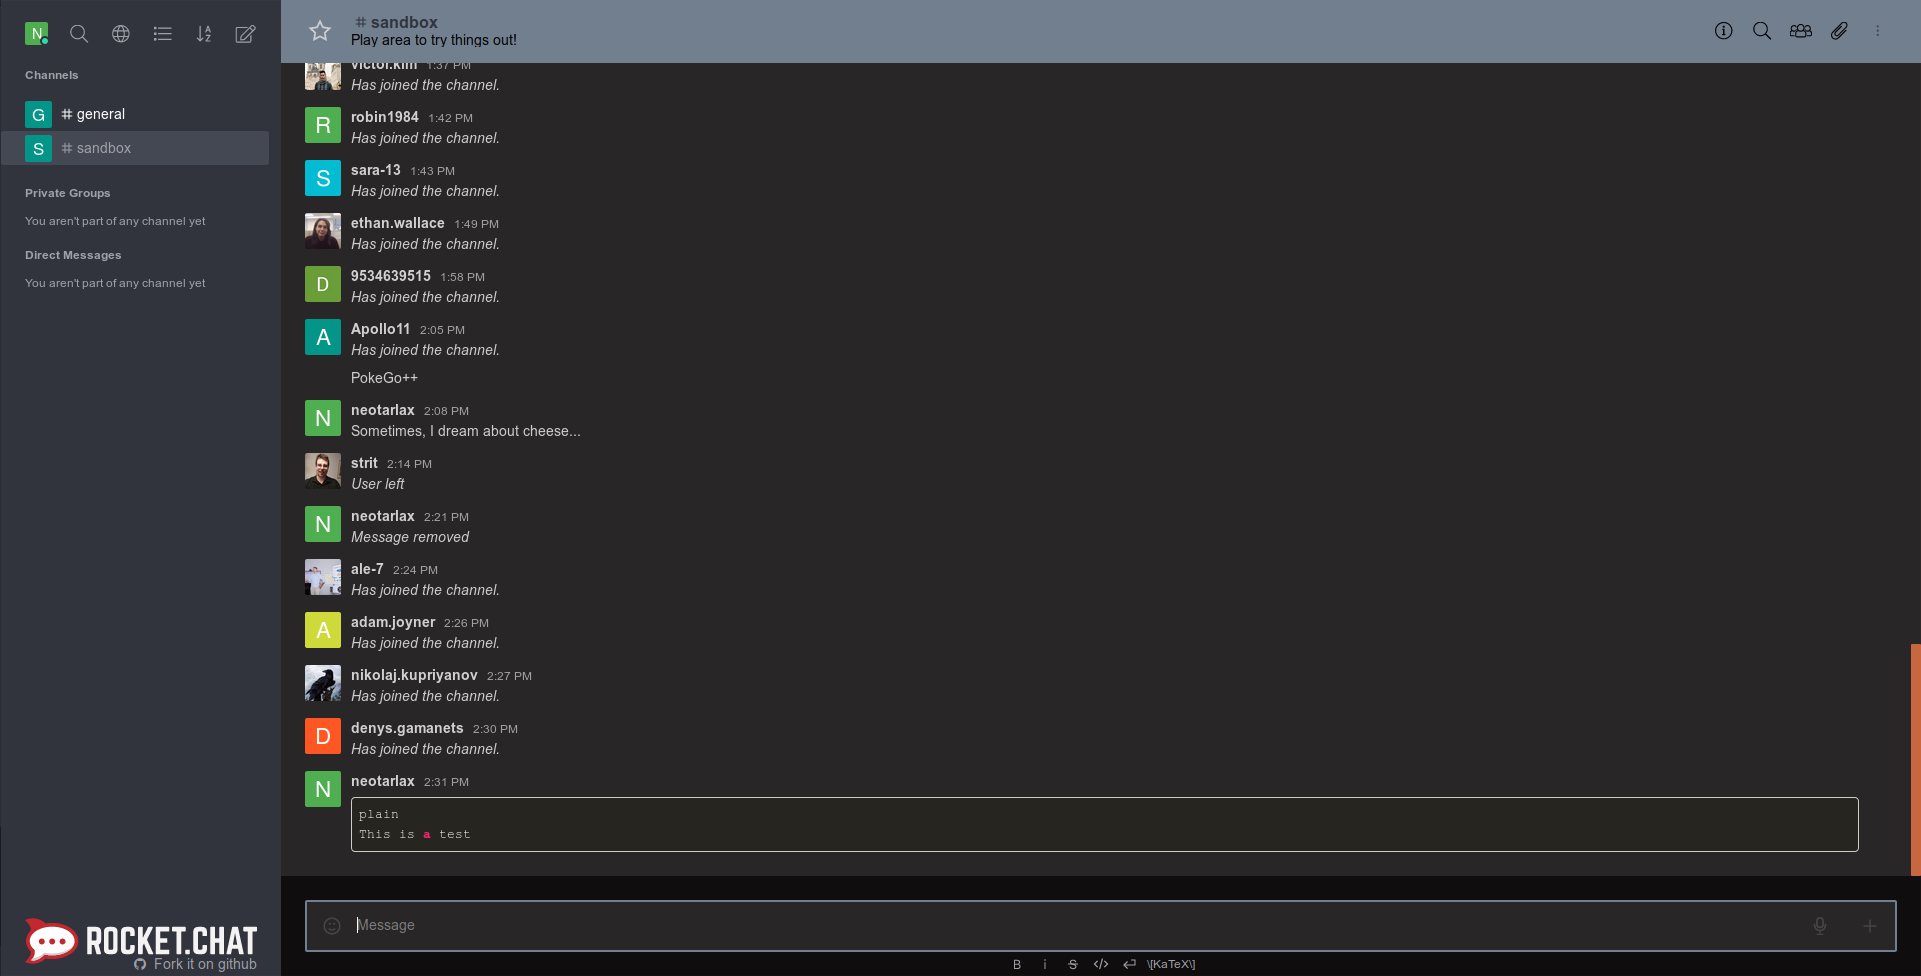 N
Channels
G # general
S # sandbox
Private Groups
You aren't part of any channel yet
Direct Messages
You aren't part of any channel yet
ROCKET.CHAT
Fork it on github
# sandbox
Play area to try things out!
victor.kim 1:37 PM
Has joined the channel.
R robin1984 1:42 PM
Has joined the channel.
S sara-13 1:43 PM
Has joined the channel.
ethan.wallace 1:49 PM
Has joined the channel.
D 9534639515 1:58 PM
Has joined the channel.
A Apollo11 2:05 PM
Has joined the channel.
PokeGo++
N neotarlax 2:08 PM
Sometimes, I dream about cheese...
strit 2:14 PM
User left
N neotarlax 2:21 PM
Message removed
ale-7 2:24 PM
Has joined the channel.
A adam.joyner 2:26 PM
Has joined the channel.
nikolaj.kupriyanov 2:27 PM
Has joined the channel.
D denys.gamanets 2:30 PM
Has joined the channel.
N neotarlax 2:31 PM
plain
This is a test
Message
B i S </> \[KaTeX\]